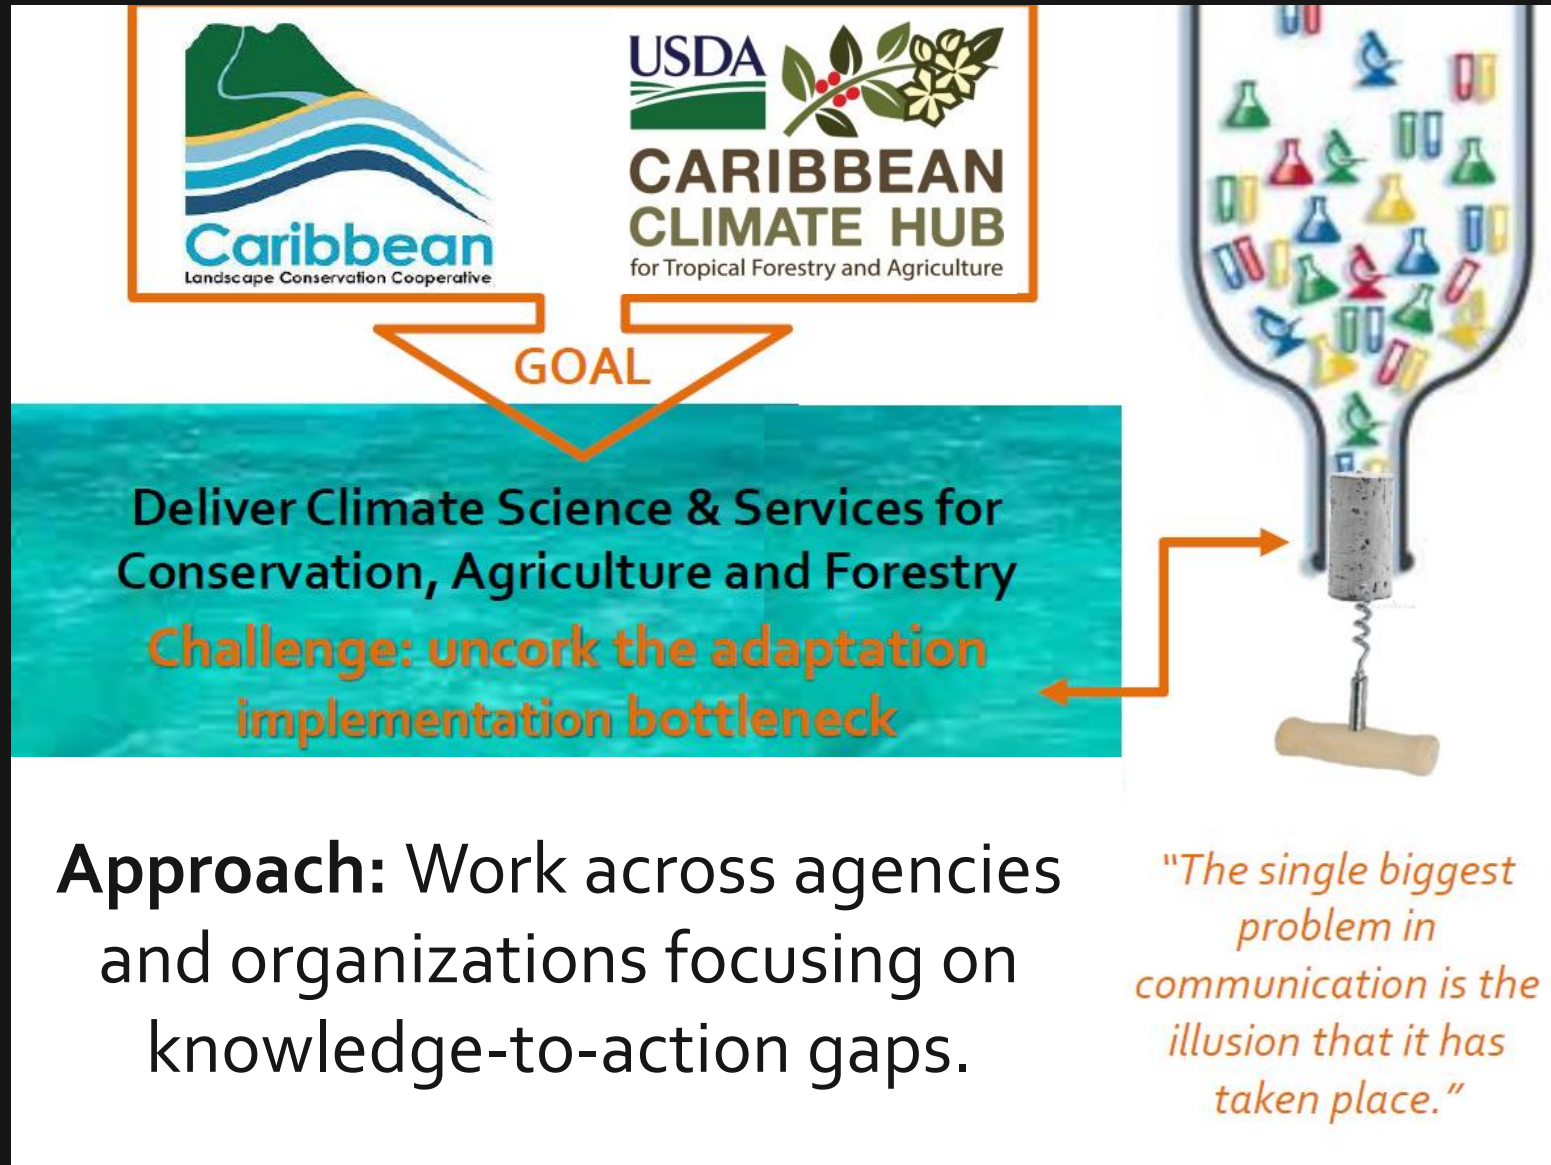 Caribbean
Landscape Conservation Cooperative
USDA
CARIBBEAN
CLIMATE HUB
for Tropical Forestry and Agriculture
GOAL
Deliver Climate Science & Services for
Conservation, Agriculture and Forestry
Challenge: uncork the adaptation
implementation bottleneck
Approach: Work across agencies
and organizations focusing on
knowledge-to-action gaps.
"The single biggest
problem in
communication is the
illusion that it has
taken place."